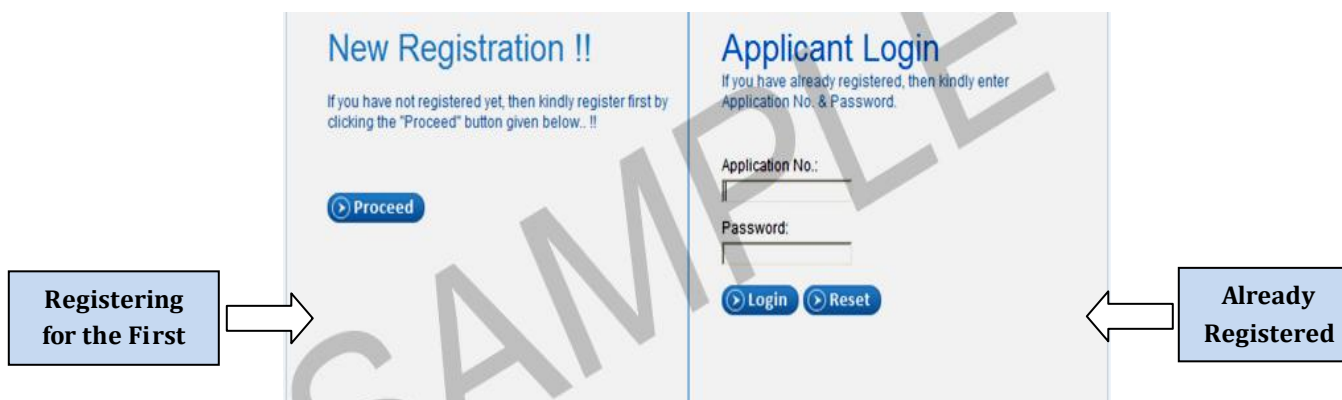 New Registration !!
If you have not registered yet, then kindly register first by
clicking the "Proceed" button given below.. !!
Proceed
Applicant Login
If you have already registered, then kindly enter
Application No. & Password.
Application No.:
Password:
Login Reset
Registering
for the First
Already
Registered
SAMPLE